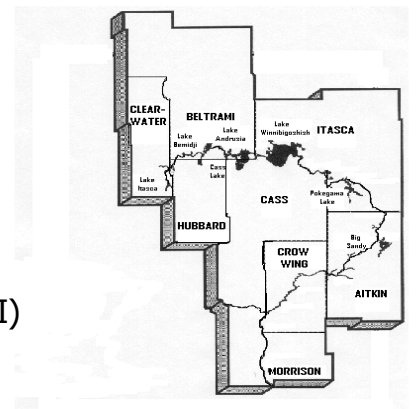 CLEAR-
WATER
BELTRAMI
ITASCA
Lake
Bemidji
Lake
Andrusia
Lake
Winnibigoshish
Cass
Lake
Lake
Itasca
CASS
Pokegama
Lake
HUBBARD
Big
Sandy
CROW
WING
I)
AITKIN
MORRISON